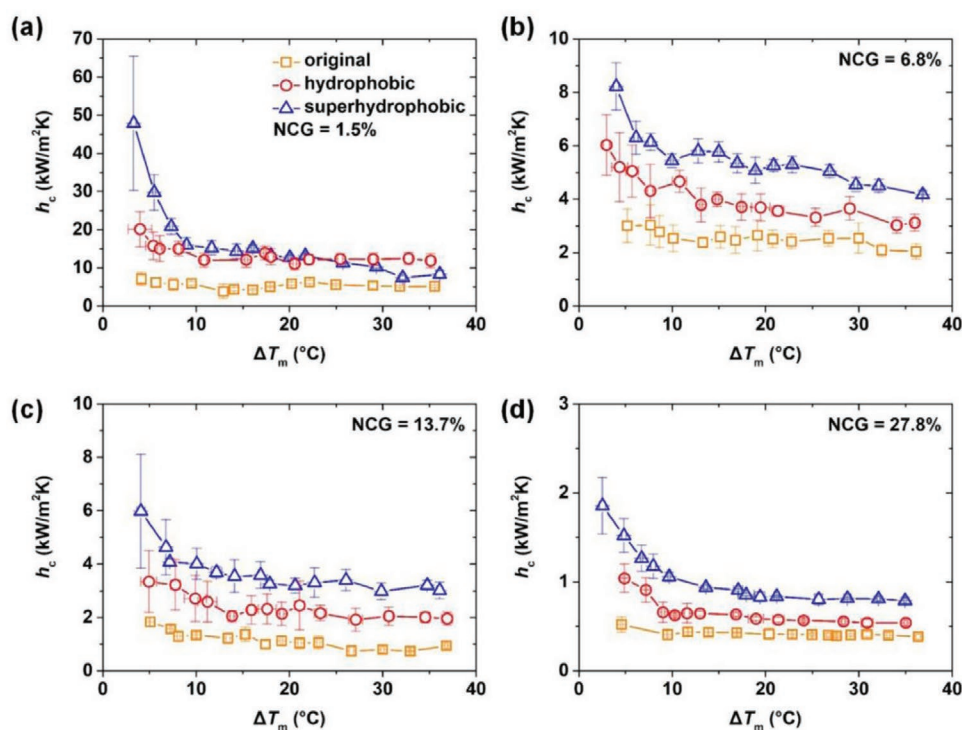 (a)
70
60
50
40
30
20
10
0
h_c (kW/m²K)
original
hydrophobic
superhydrophobic
NCG = 1.5%
0 10 20 30 40
ΔT_m (°C)
(b)
10
8
6
4
2
0
h_c (kW/m²K)
NCG = 6.8%
0 10 20 30 40
ΔT_m (°C)
(c)
10
8
6
4
2
0
h_c (kW/m²K)
NCG = 13.7%
0 10 20 30 40
ΔT_m (°C)
(d)
3
2
1
0
h_c (kW/m²K)
NCG = 27.8%
0 10 20 30 40
ΔT_m (°C)